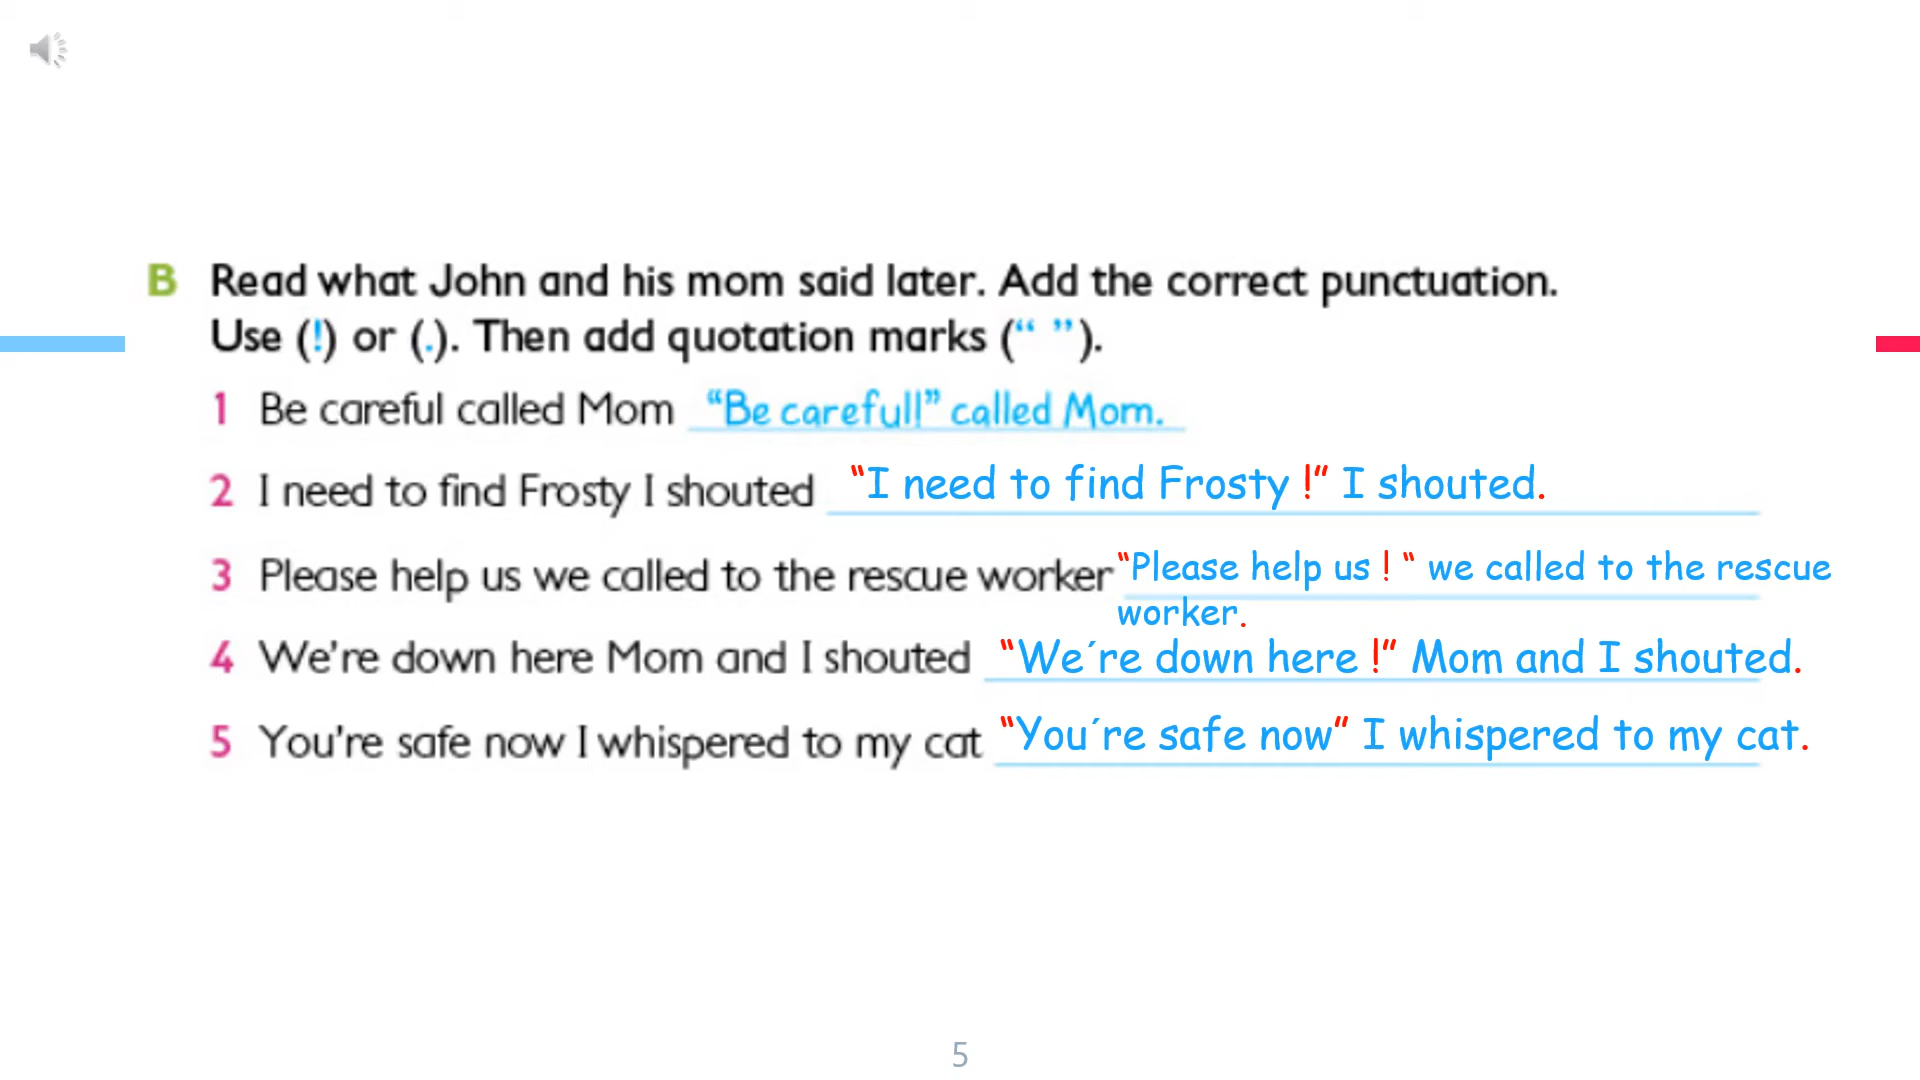 B Read what John and his mom said later. Add the correct punctuation.
Use (!) or (.). Then add quotation marks (“ ”).
1 Be careful called Mom “Be careful!” called Mom.
2 I need to find Frosty I shouted “I need to find Frosty !” I shouted.
3 Please help us we called to the rescue worker “Please help us ! “ we called to the rescue
worker.
4 We’re down here Mom and I shouted “We´re down here !” Mom and I shouted.
5 You’re safe now I whispered to my cat “You´re safe now” I whispered to my cat.
5